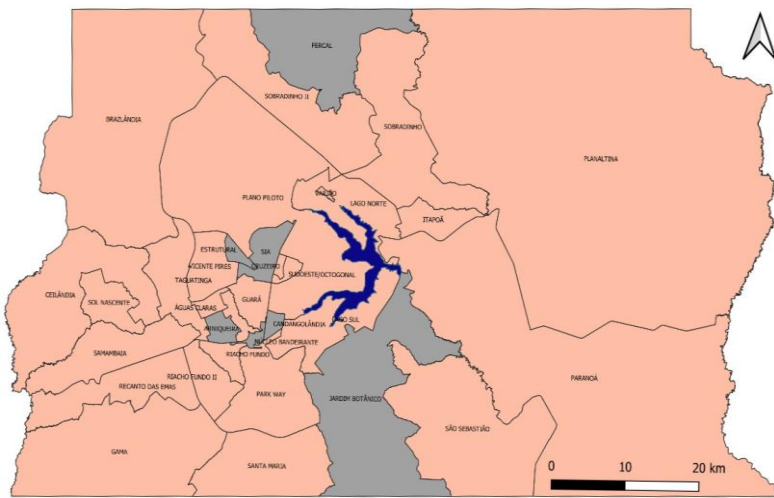 FERCAL
SOBRADINHO II
BRAZLÂNDIA
SOBRADINHO
PLANALTINA
VARJÃO
PLANO PILOTO
LAGO NORTE
ITAPOÃ
ESTRUTURAL
SIA
VICENTE PIRES
CRUZEIRO
SUDOESTE/OCTOGONAL
TAGUATINGA
CEILÂNDIA
SOL NASCENTE
GUARÁ
ÁGUAS CLARAS
LAGO SUL
CANDANGOLÂNDIA
ARNIQUEIRA
NÚCLEO BANDEIRANTE
SAMAMBAIA
RIACHO FUNDO
RIACHO FUNDO II
PARANOÁ
RECANTO DAS EMAS
PARK WAY
JARDIM BOTÂNICO
SÃO SEBASTIÃO
GAMA
SANTA MARIA
0 10 20 km